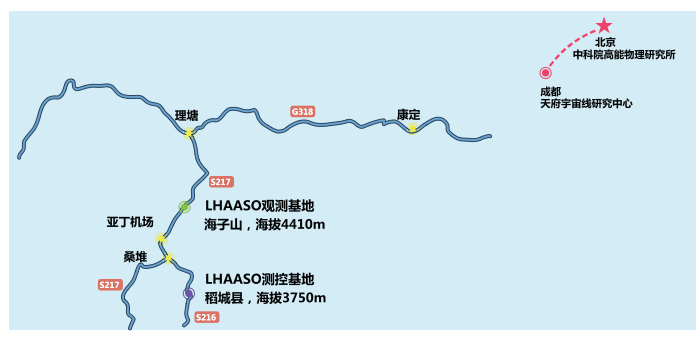 北京
中科院高能物理研究所
成都
天府宇宙线研究中心
理塘
G318
康定
S217
LHAASO观测基地
海子山，海拔4410m
亚丁机场
桑堆
LHAASO测控基地
稻城县，海拔3750m
S217
S216